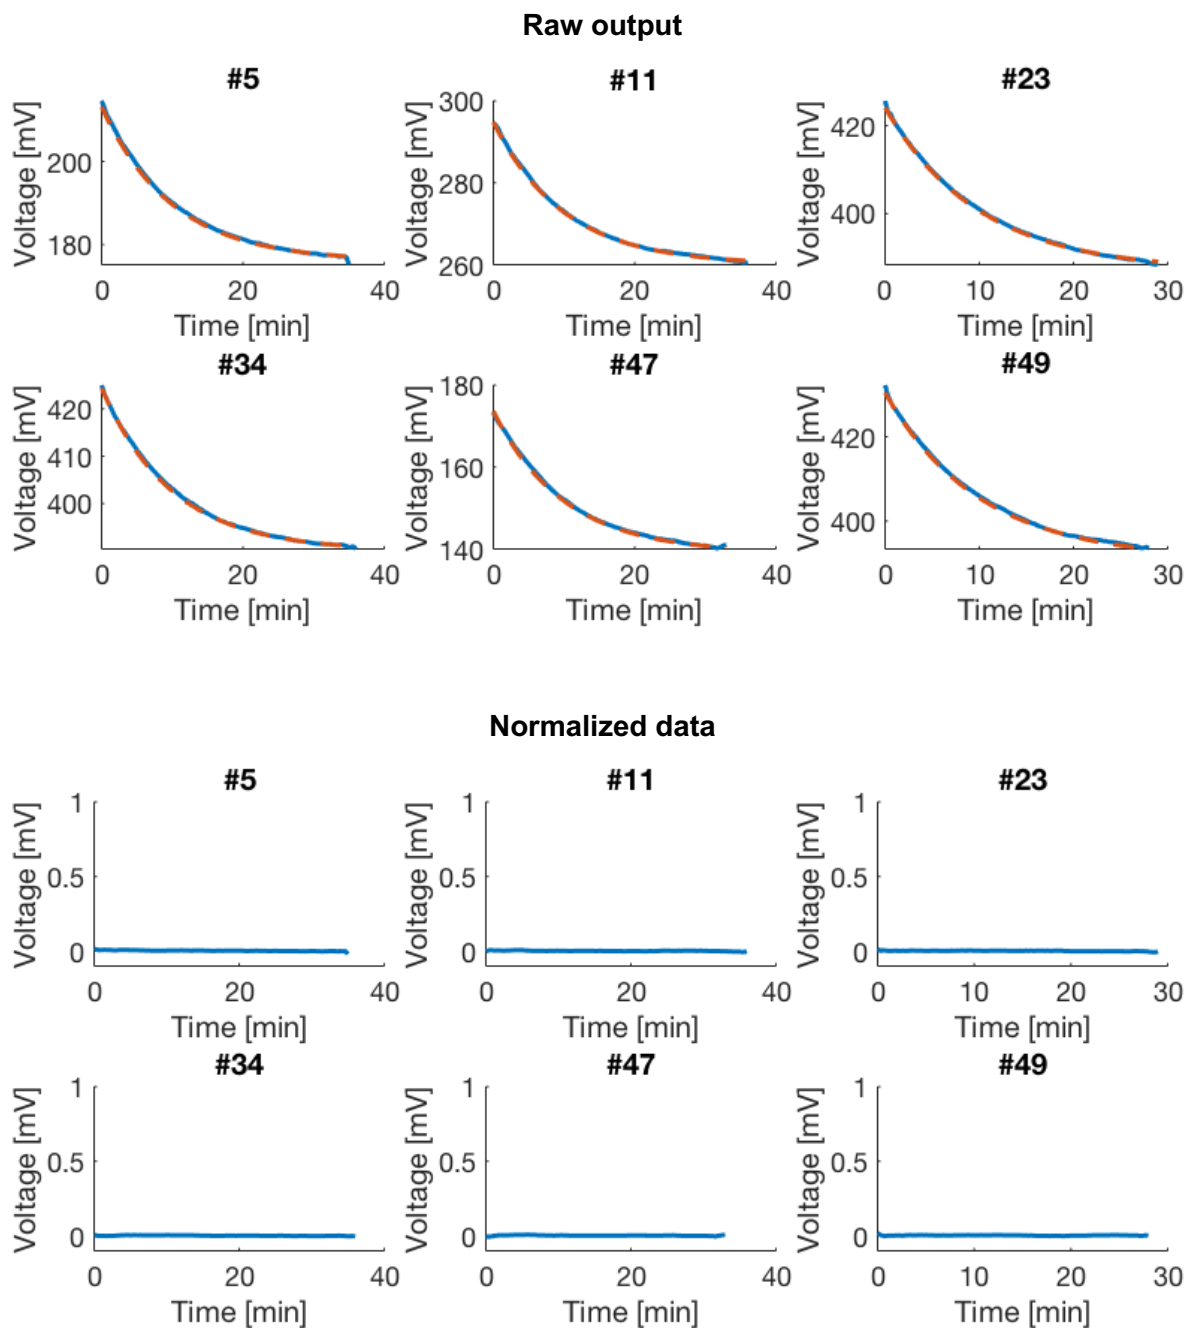 Raw output
#5 #11 #23
Voltage [mV] 200 180 Voltage [mV] 300 280 260 Voltage [mV] 420 400
0 20 40 0 20 40 0 10 20 30
Time [min] Time [min] Time [min]
#34 #47 #49
Voltage [mV] 420 410 400 Voltage [mV] 180 160 140 Voltage [mV] 420 400
0 20 40 0 20 40 0 10 20 30
Time [min] Time [min] Time [min]
Normalized data
#5 #11 #23
Voltage [mV] 1 0.5 0 Voltage [mV] 1 0.5 0 Voltage [mV] 1 0.5 0
0 20 40 0 20 40 0 10 20 30
Time [min] Time [min] Time [min]
#34 #47 #49
Voltage [mV] 1 0.5 0 Voltage [mV] 1 0.5 0 Voltage [mV] 1 0.5 0
0 20 40 0 20 40 0 10 20 30
Time [min] Time [min] Time [min]